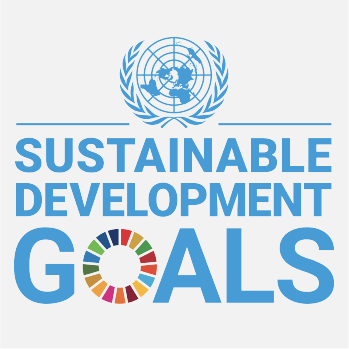 SUSTAINABLE
DEVELOPMENT
GOALS